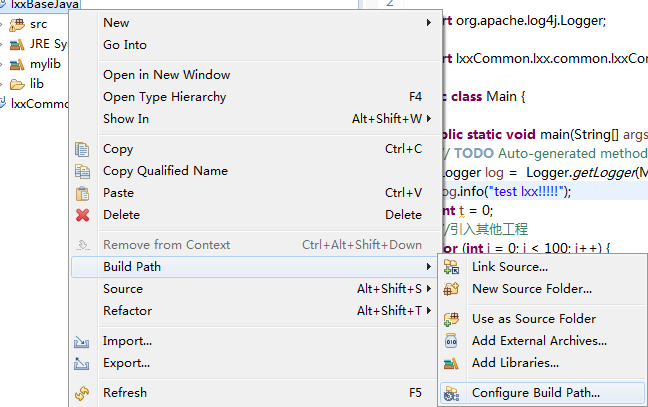 lxxBaseJava
src
JRE Sy
mylib
lib
lxxCommo
New
Go Into
Open in New Window
Open Type Hierarchy F4
Show In Alt+Shift+W
Copy Ctrl+C
Copy Qualified Name
Paste Ctrl+V
Delete Delete
Remove from Context Ctrl+Alt+Shift+Down
Build Path
Source Alt+Shift+S
Refactor Alt+Shift+T
Import...
Export...
Refresh F5
2
rt org.apache.log4j.Logger;
rt lxxCommon.lxx.common.lxxCor
c class Main {
blic static void main(String[] args
// TODO Auto-generated method
Logger log = Logger.getLogger(M
og.info("test lxx!!!!!");
nt t = 0;
//引入其他工程
or (int i = 0; i < 100; i++) {
Link Source...
New Source Folder...
Use as Source Folder
Add External Archives...
Add Libraries...
Configure Build Path...